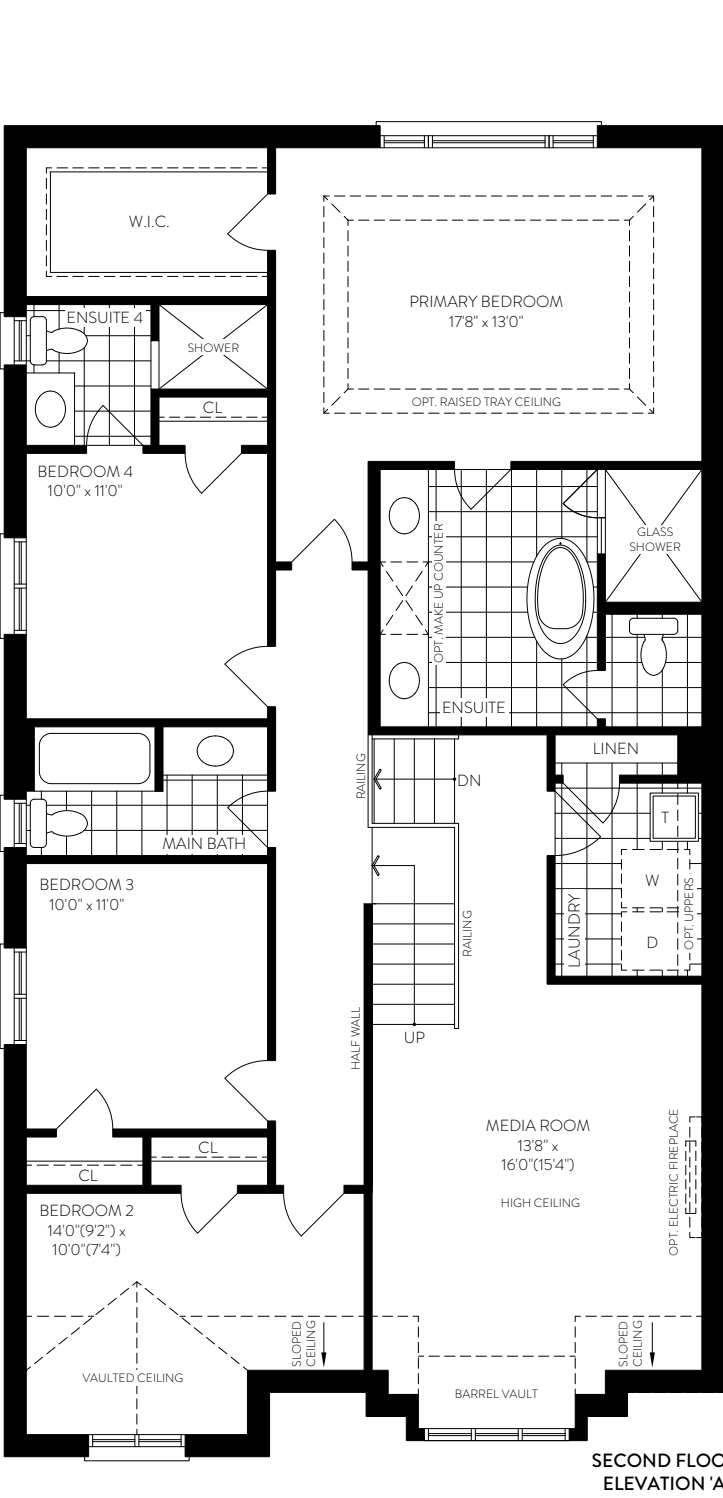 W.I.C.
PRIMARY BEDROOM
17'8" x 13'0"
OPT. RAISED TRAY CEILING
ENSUITE 4
SHOWER
CL
BEDROOM 4
10'0" x 11'0"
OPT. MAKE UP COUNTER
GLASS
SHOWER
ENSUITE
RAILING
DN
LINEN
MAIN BATH
T
W
D
OPT. UPPERS
LAUNDRY
BEDROOM 3
10'0" x 11'0"
RAILING
HALF WALL
UP
MEDIA ROOM
13'8" x
16'0"(15'4")
HIGH CEILING
OPT. ELECTRIC FIREPLACE
CL
CL
BEDROOM 2
14'0"(9'2") x
10'0"(7'4")
SLOPED
CEILING
SLOPED
CEILING
VAULTED CEILING
BARREL VAULT
SECOND FLOO
ELEVATION 'A